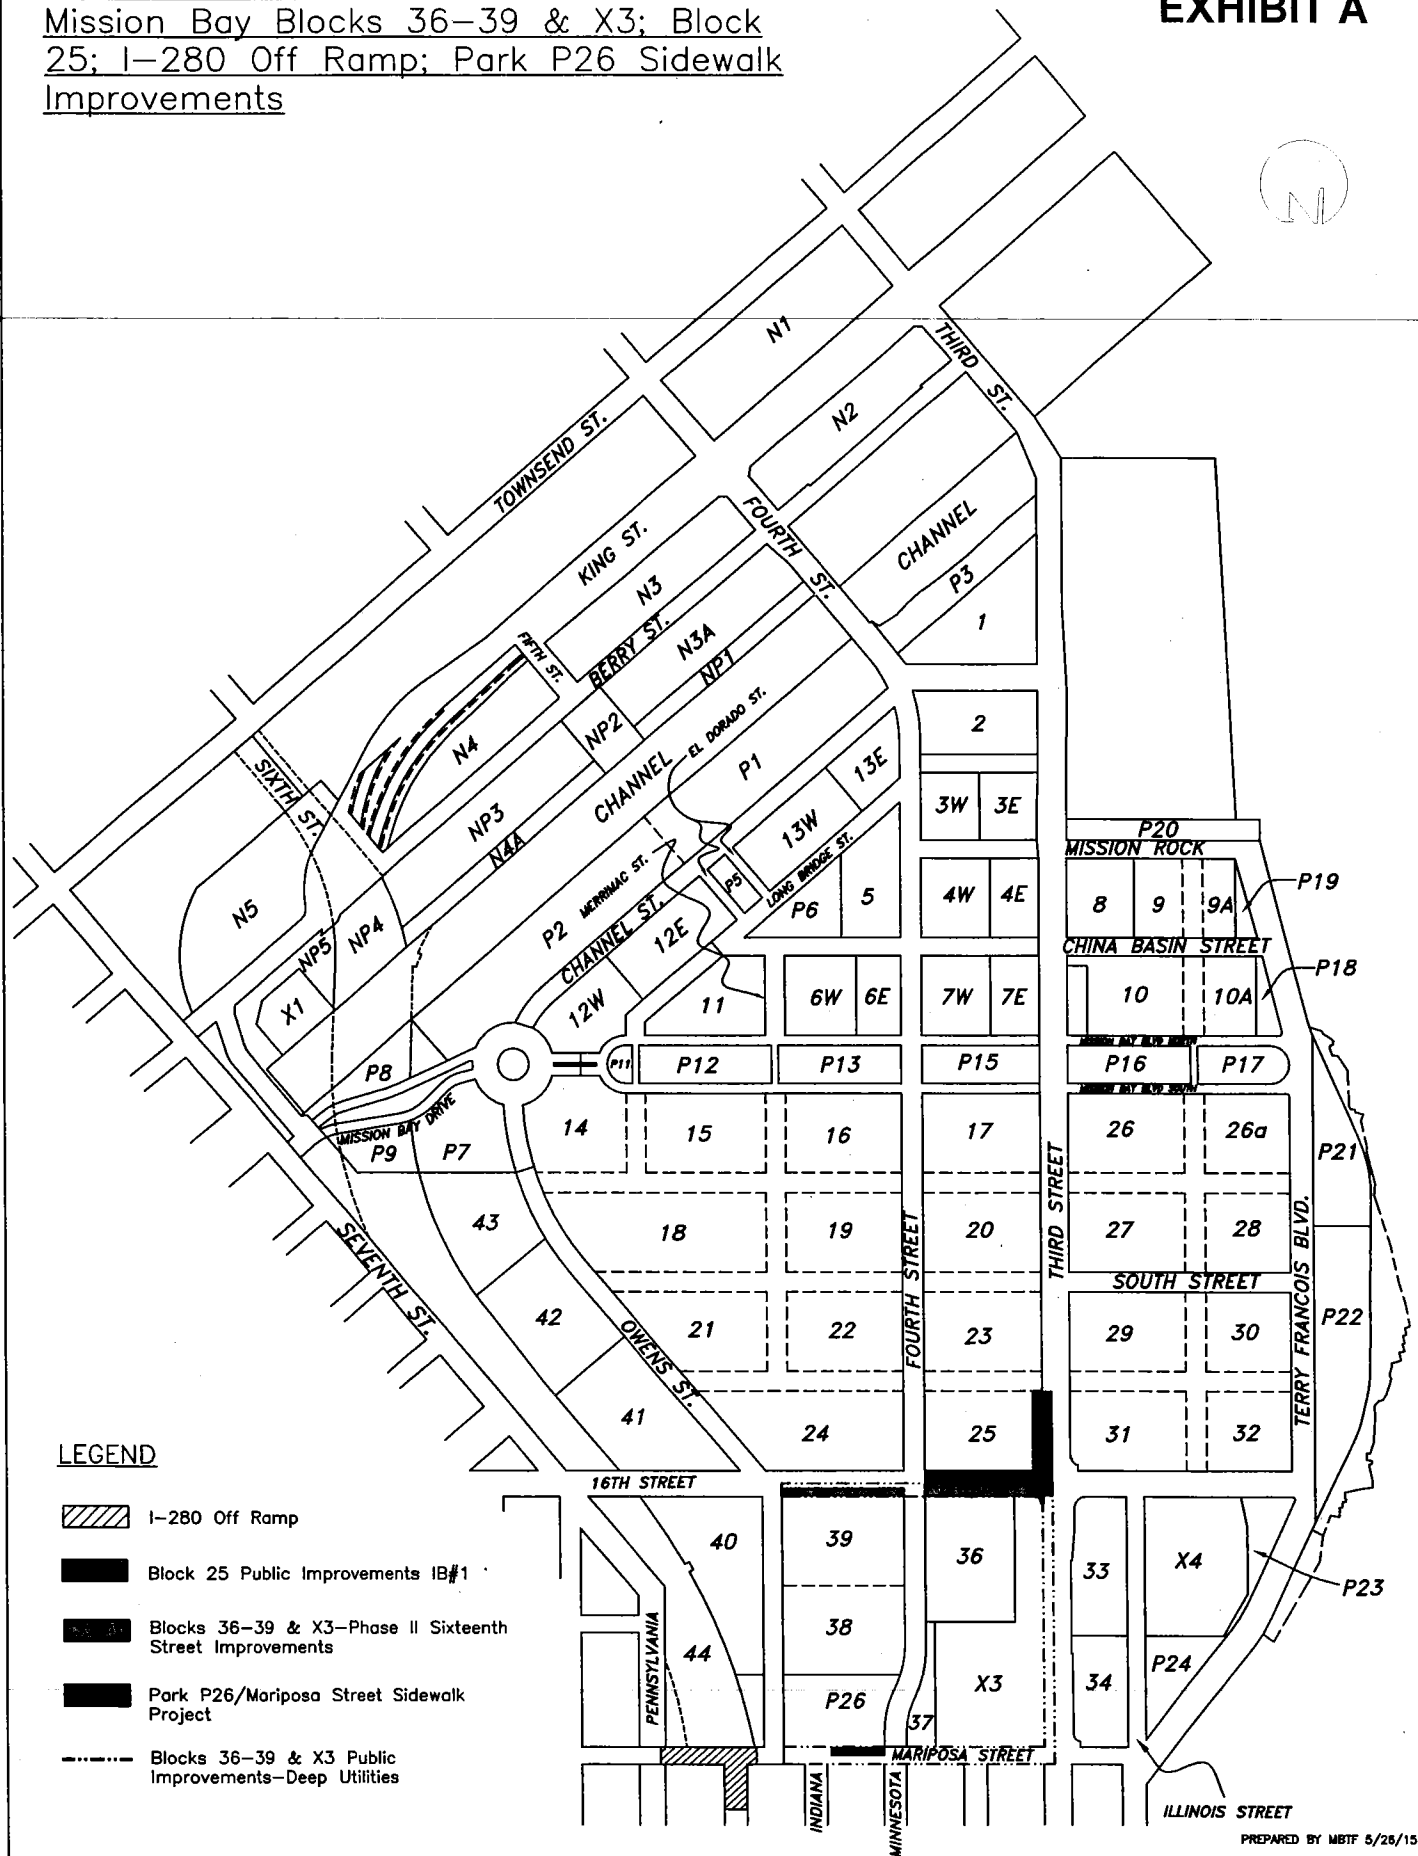 Mission Bay Blocks 36-39 & X3; Block
25; I-280 Off Ramp; Park P26 Sidewalk
Improvements
EXHIBIT A
N
N1
THIRD ST.
N2
TOWNSEND ST.
KING ST.
FOURTH ST.
CHANNEL
P3
1
N3
BERRY ST.
N3A
NP1
FIFTH ST.
NP2
EL DORADO ST.
2
N4
CHANNEL
P1
13E
SIXTH ST.
NP3
N4A
13W
3W
3E
P20
MISSION ROCK
LONG BRIDGE ST.
MERRIMAC ST.
P5
P6
5
4W
4E
8
9
9A
P19
N5
NP5
NP4
P2
CHANNEL ST.
12E
CHINA BASIN STREET
P18
X1
12W
11
6W
6E
7W
7E
10
10A
MISSION BAY BLVD NORTH
P8
P11
P12
P13
P15
P16
P17
MISSION BAY BLVD SOUTH
MISSION BAY DRIVE
P9
P7
14
15
16
17
26
26a
P21
43
18
19
20
27
28
THIRD STREET
FOURTH STREET
SOUTH STREET
TERRY FRANCOIS BLVD.
SEVENTH ST.
42
OWENS ST.
21
22
23
29
30
P22
41
24
25
31
32
16TH STREET
40
39
36
33
X4
P23
38
PENNSYLVANIA
44
P26
37
X3
34
P24
MARIPOSA STREET
INDIANA
MINNESOTA
ILLINOIS STREET
LEGEND
I-280 Off Ramp
Block 25 Public Improvements IB#1
Blocks 36-39 & X3-Phase II Sixteenth
Street Improvements
Park P26/Mariposa Street Sidewalk
Project
Blocks 36-39 & X3 Public
Improvements-Deep Utilities
PREPARED BY MBTF 5/26/15